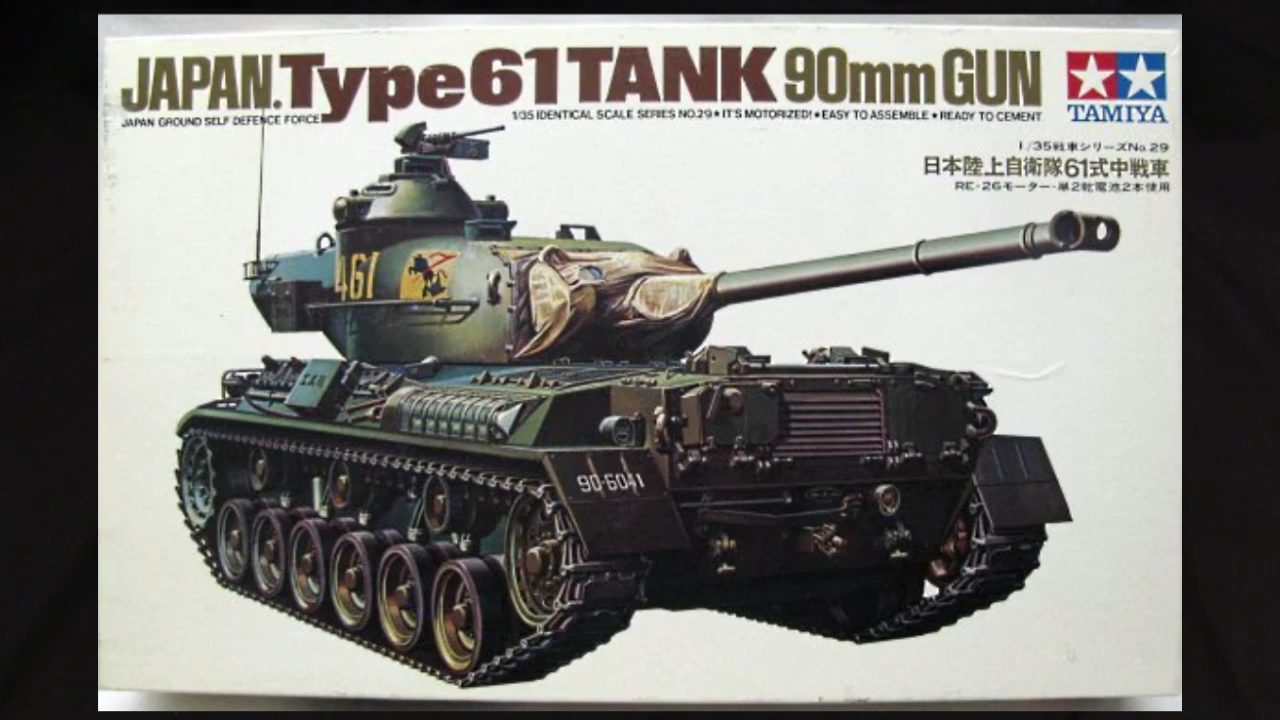 JAPAN. Type 61 TANK 90mm GUN
TAMIYA
JAPAN GROUND SELF DEFENCE FORCE
1/35 IDENTICAL SCALE SERIES NO.29★IT'S MOTORIZED!★EASY TO ASSEMBLE★READY TO CEMENT
1/35戦車シリーズNo.29
日本陸上自衛隊61式中戦車
RE-26モーター・単2乾電池2本使用
461
90-6041